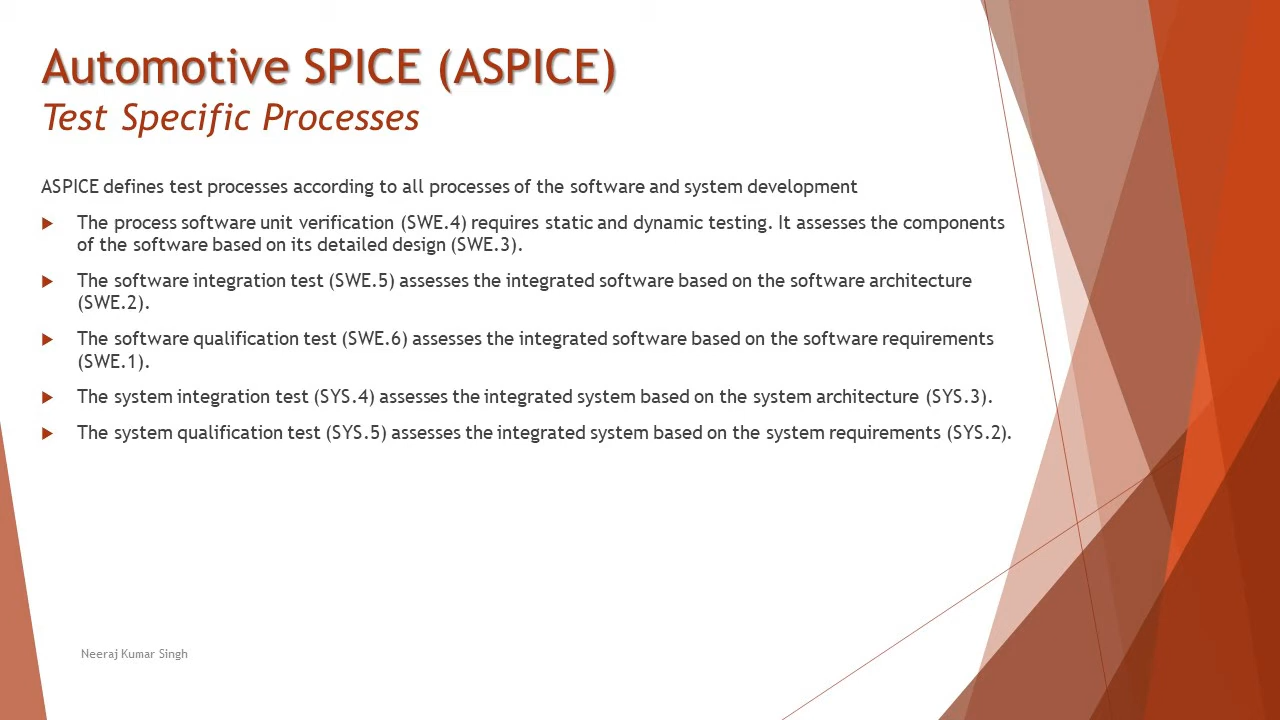 Automotive SPICE (ASPICE)
Test Specific Processes
ASPICE defines test processes according to all processes of the software and system development
The process software unit verification (SWE.4) requires static and dynamic testing. It assesses the components
of the software based on its detailed design (SWE.3).
The software integration test (SWE.5) assesses the integrated software based on the software architecture
(SWE.2).
The software qualification test (SWE.6) assesses the integrated software based on the software requirements
(SWE.1).
The system integration test (SYS.4) assesses the integrated system based on the system architecture (SYS.3).
The system qualification test (SYS.5) assesses the integrated system based on the system requirements (SYS.2).
Neeraj Kumar Singh